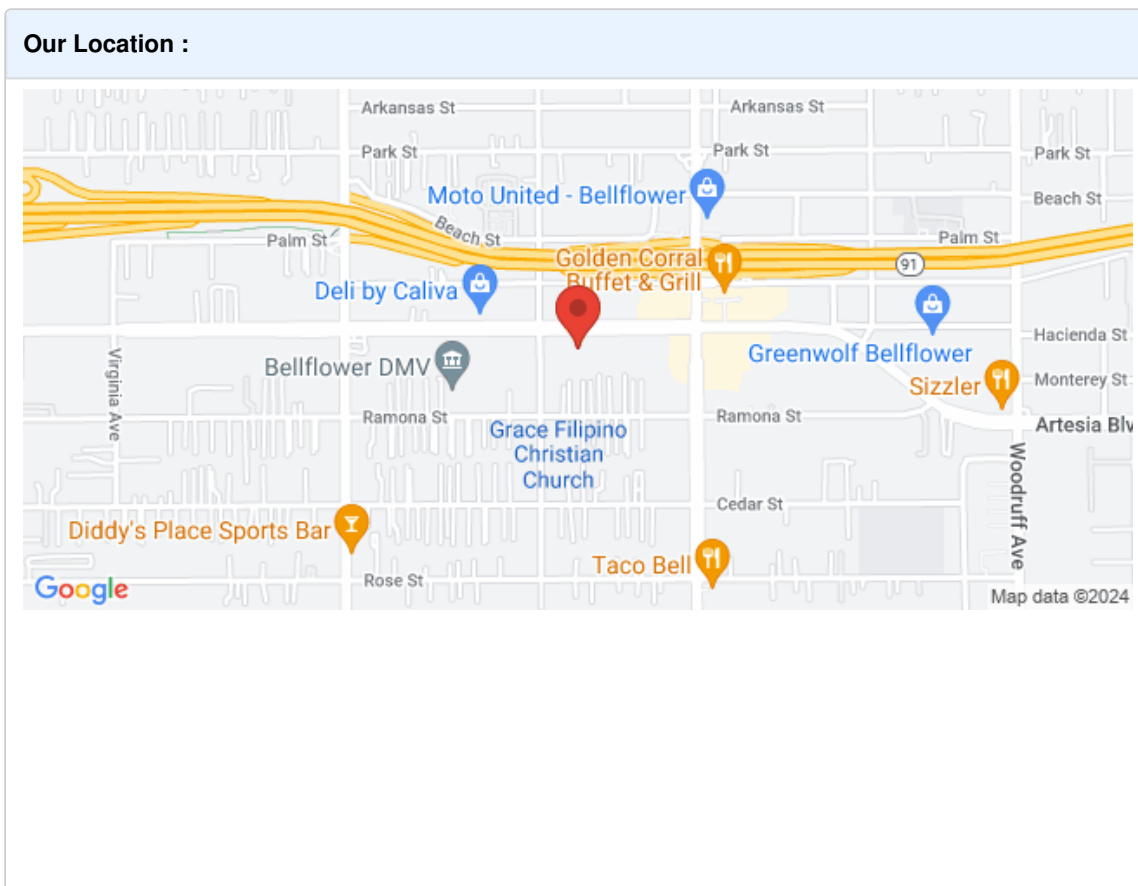 Our Location :
Arkansas St
Arkansas St
Park St
Park St
Park St
Moto United - Bellflower
Beach St
Beach St
Palm St
Palm St
Golden Corral
Buffet & Grill
91
Deli by Caliva
Hacienda St
Greenwolf Bellflower
Bellflower DMV
Virginia Ave
Sizzler
Monterey St
Ramona St
Ramona St
Artesia Blv
Grace Filipino
Christian
Church
Woodruff Ave
Cedar St
Diddy's Place Sports Bar
Taco Bell
Rose St
Google
Map data ©2024